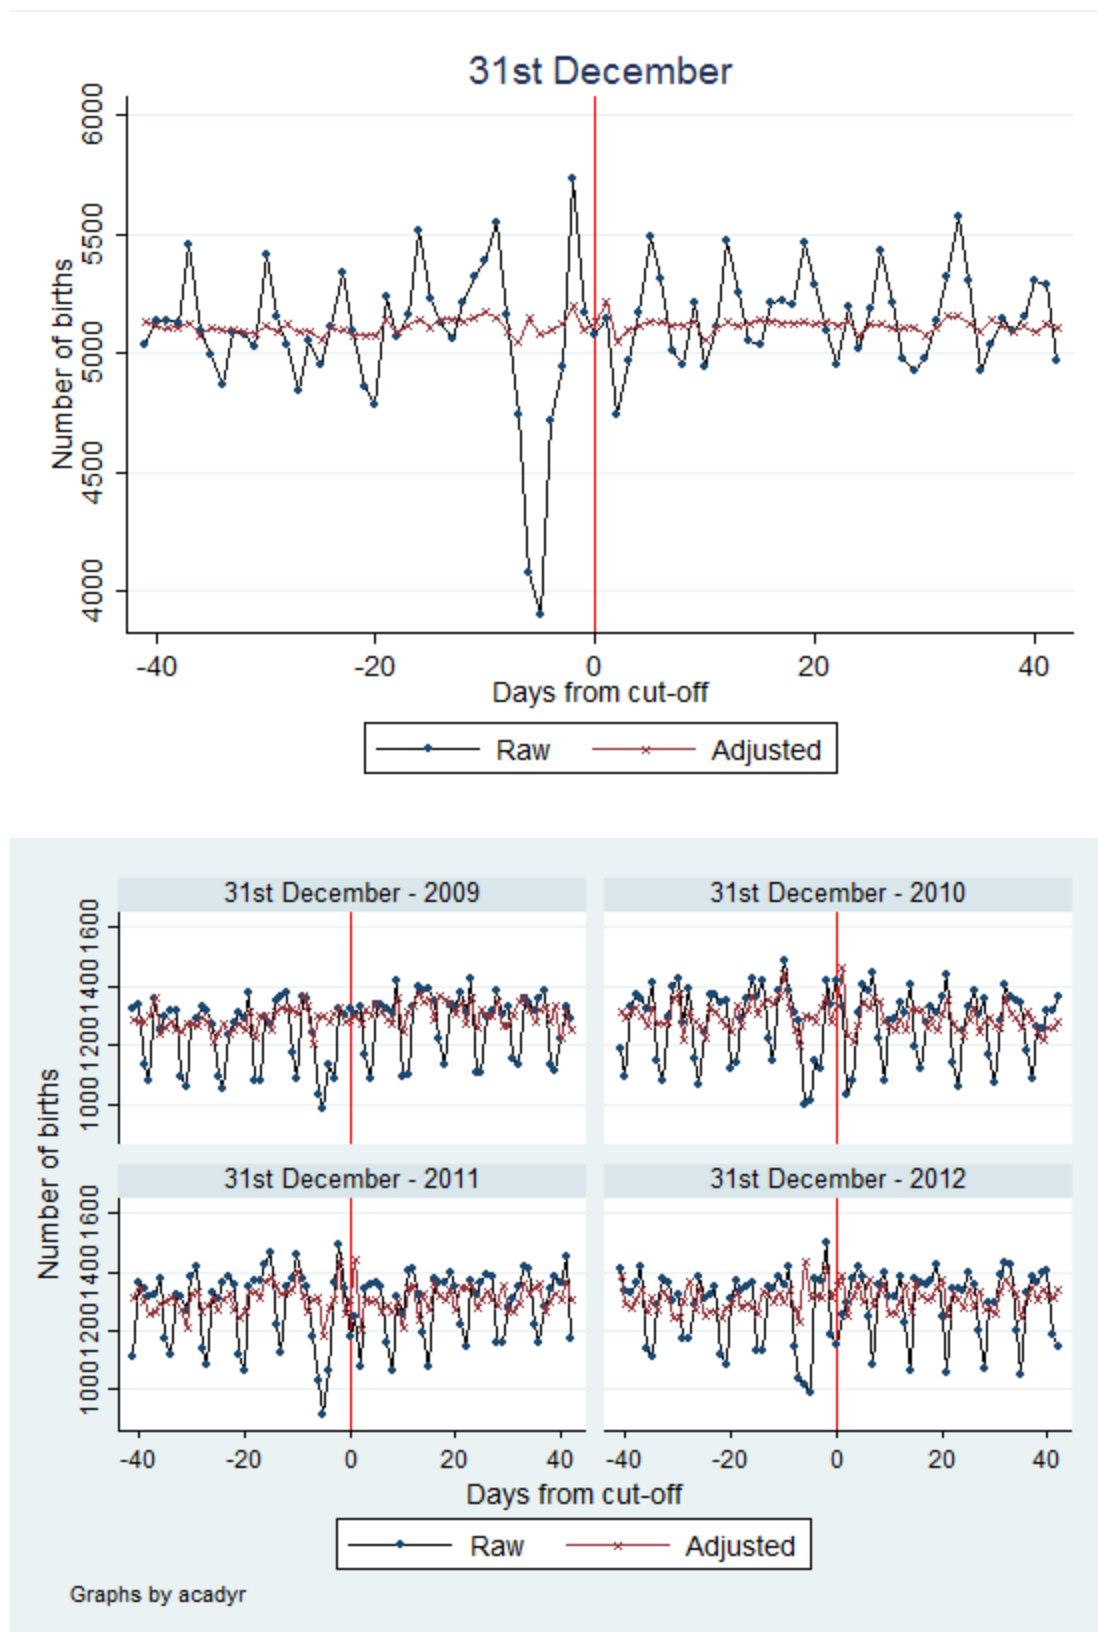 31st December
6000
5500
5000
4500
4000
Number of births
-40 -20 0 20 40
Days from cut-off
Raw Adjusted
31st December - 2009 31st December - 2010
1600
1400
1200
1000
31st December - 2011 31st December - 2012
1600
1400
1200
1000
Number of births
-40 -20 0 20 40 -40 -20 0 20 40
Days from cut-off
Raw Adjusted
Graphs by acadyr